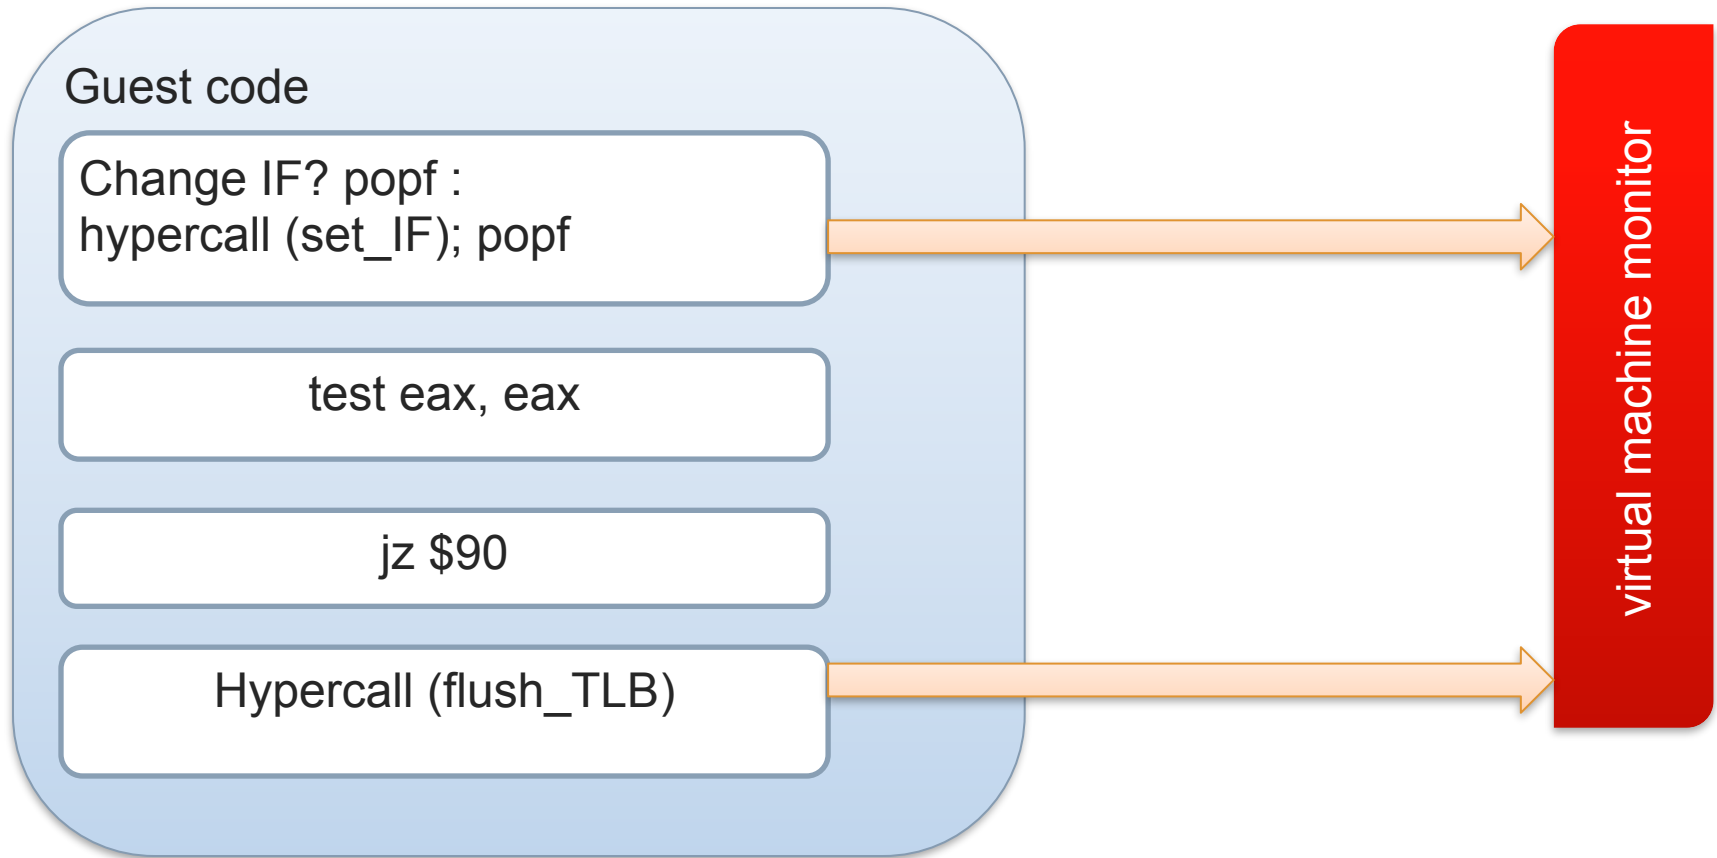 Guest code
Change IF? popf :
hypercall (set_IF); popf
test eax, eax
jz $90
Hypercall (flush_TLB)
virtual machine monitor